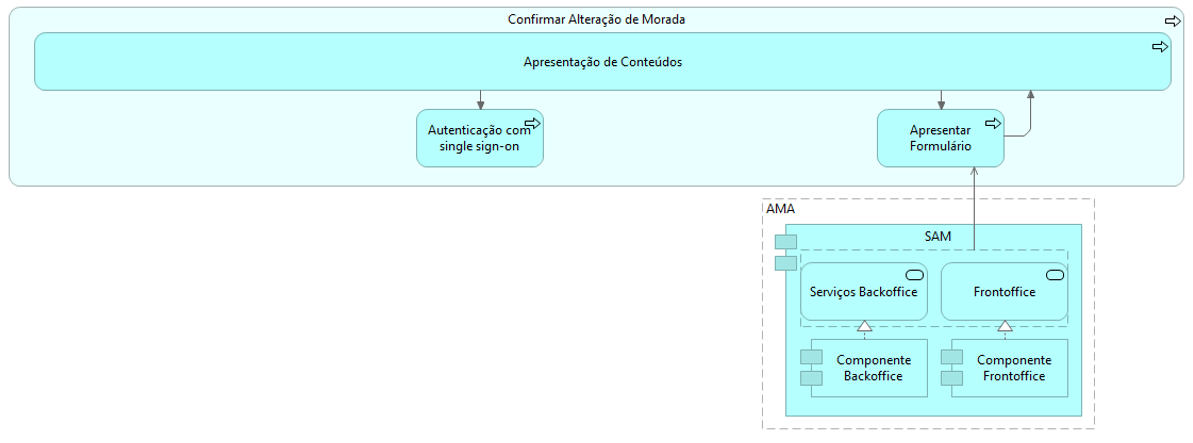 Confirmar Alteração de Morada
Apresentação de Conteúdos
Autenticação com
single sign-on
Apresentar
Formulário
AMA
SAM
Serviços Backoffice
Frontoffice
Componente
Backoffice
Componente
Frontoffice